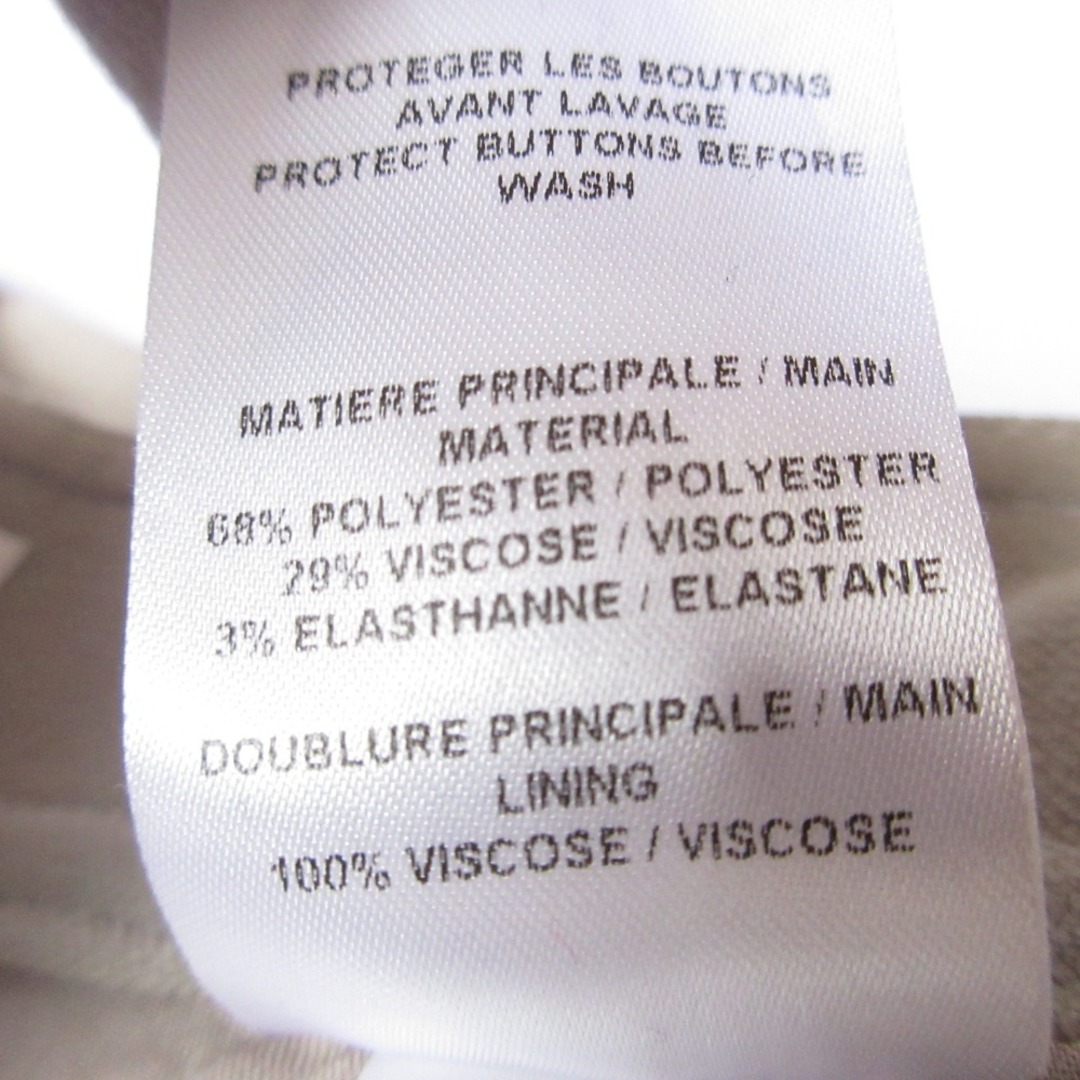 PROTEGER LES BOUTONS
AVANT LAVAGE
PROTECT BUTTONS BEFORE
WASH
MATIERE PRINCIPALE / MAIN
MATERIAL
68% POLYESTER / POLYESTER
29% VISCOSE / VISCOSE
3% ELASTHANNE / ELASTANE
DOUBLURE PRINCIPALE / MAIN
LINING
100% VISCOSE / VISCOSE